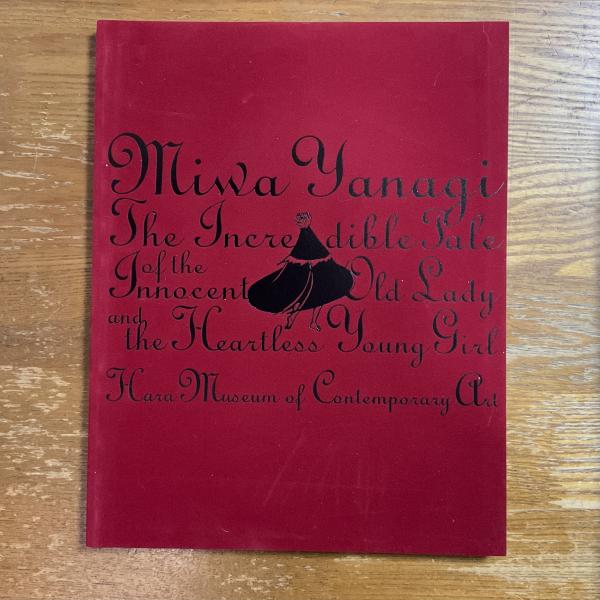 Miwa Yanagi
The Incredible Tale
of the
Innocent Old Lady
and
the Heartless Young Girl
Hara Museum of Contemporary Art